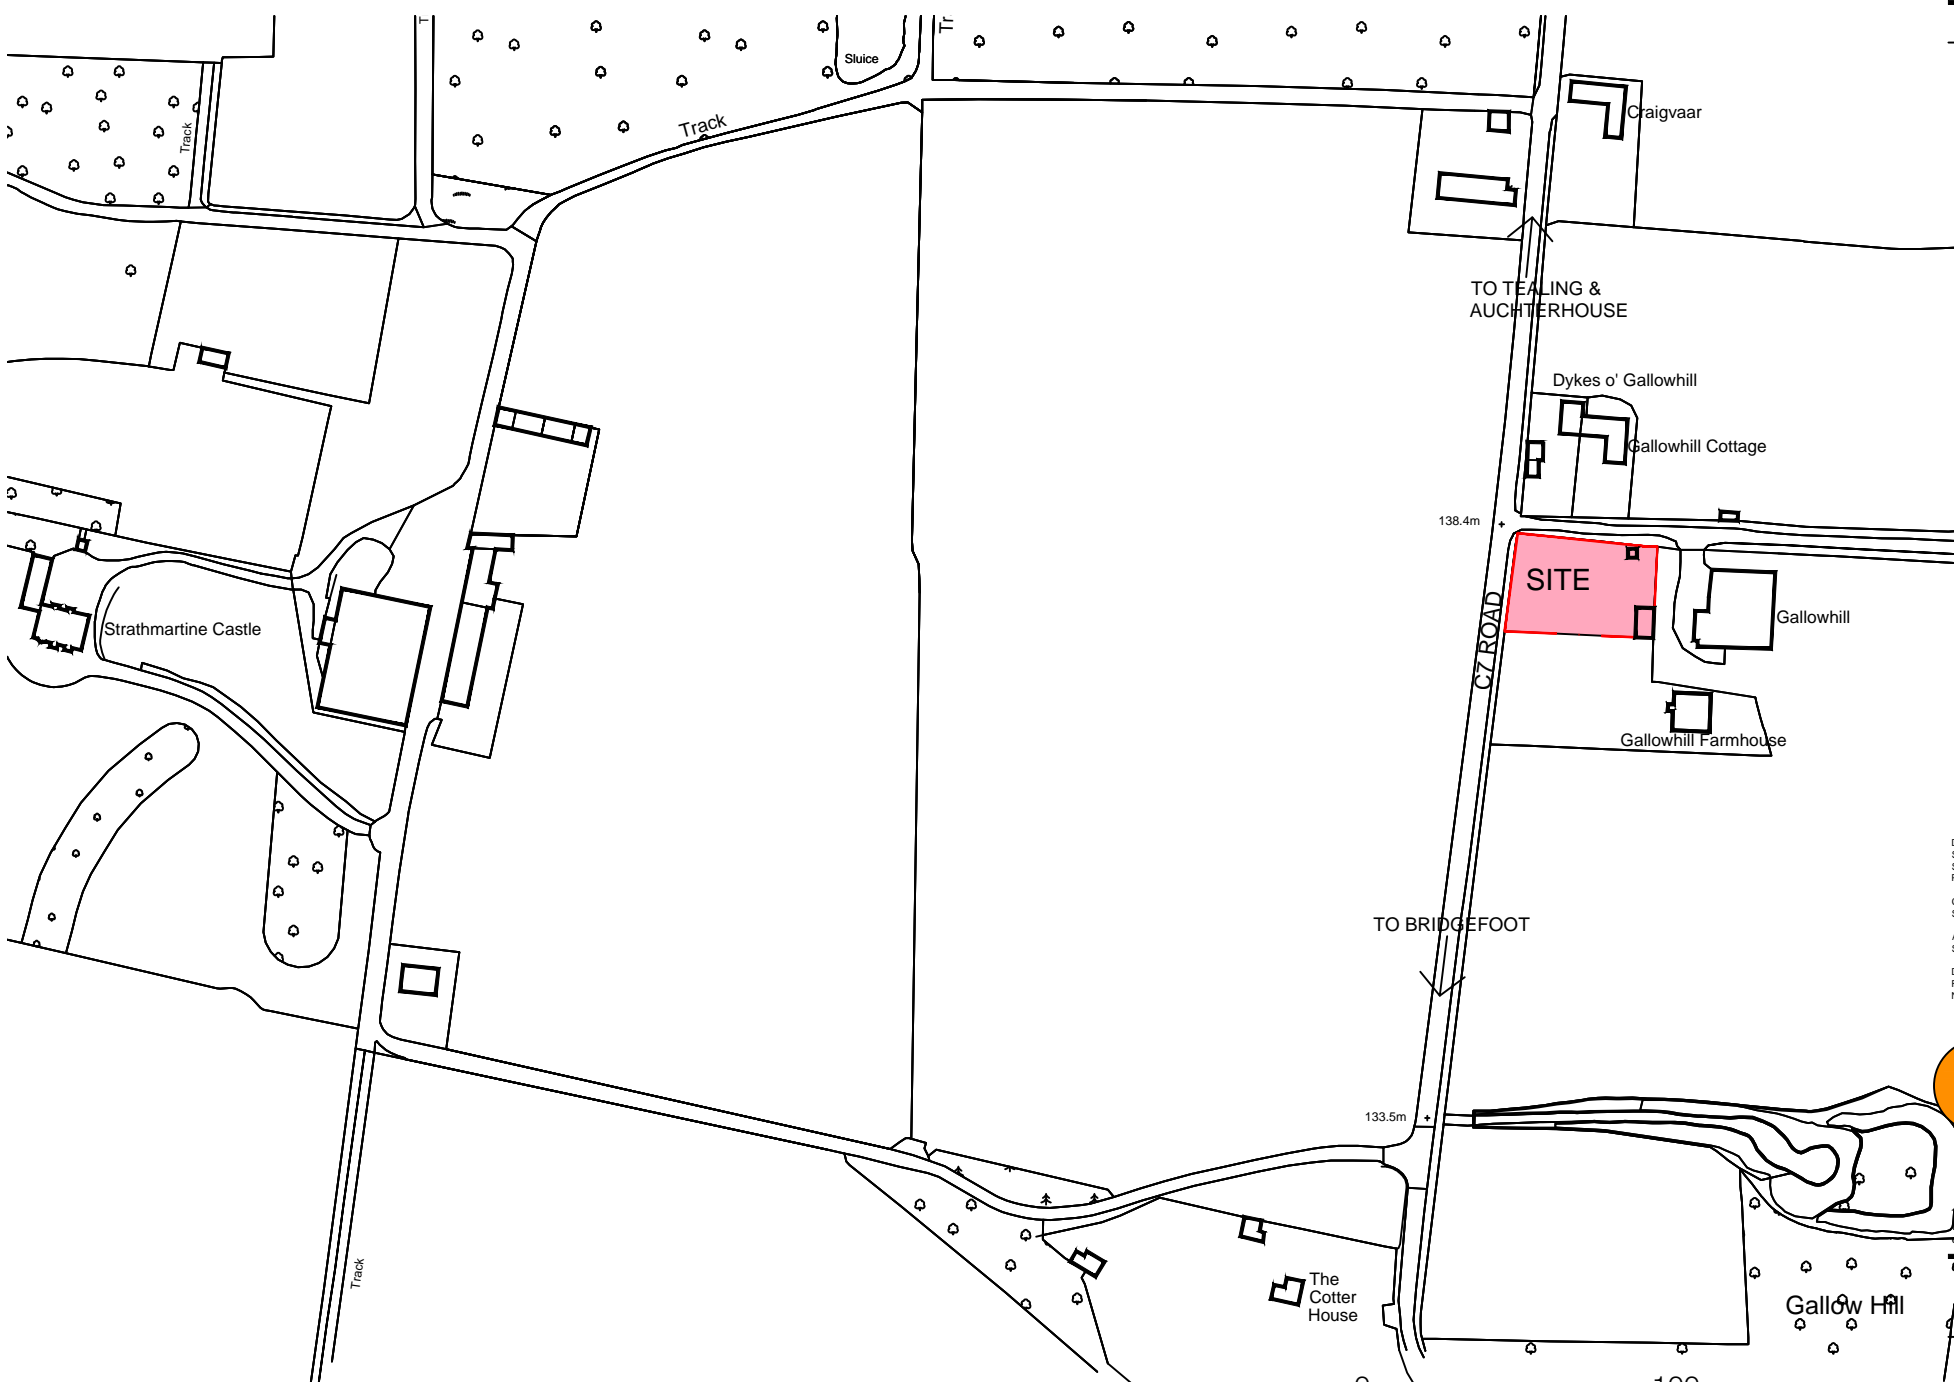 Sluice
Track
Track
Craigvaar
TO TEALING &
AUCHTERHOUSE
Dykes o' Gallowhill
Gallowhill Cottage
138.4m
SITE
C7 ROAD
Gallowhill
Strathmartine Castle
Gallowhill Farmhouse
TO BRIDGEFOOT
133.5m
Track
The
Cotter
House
Gallow Hill